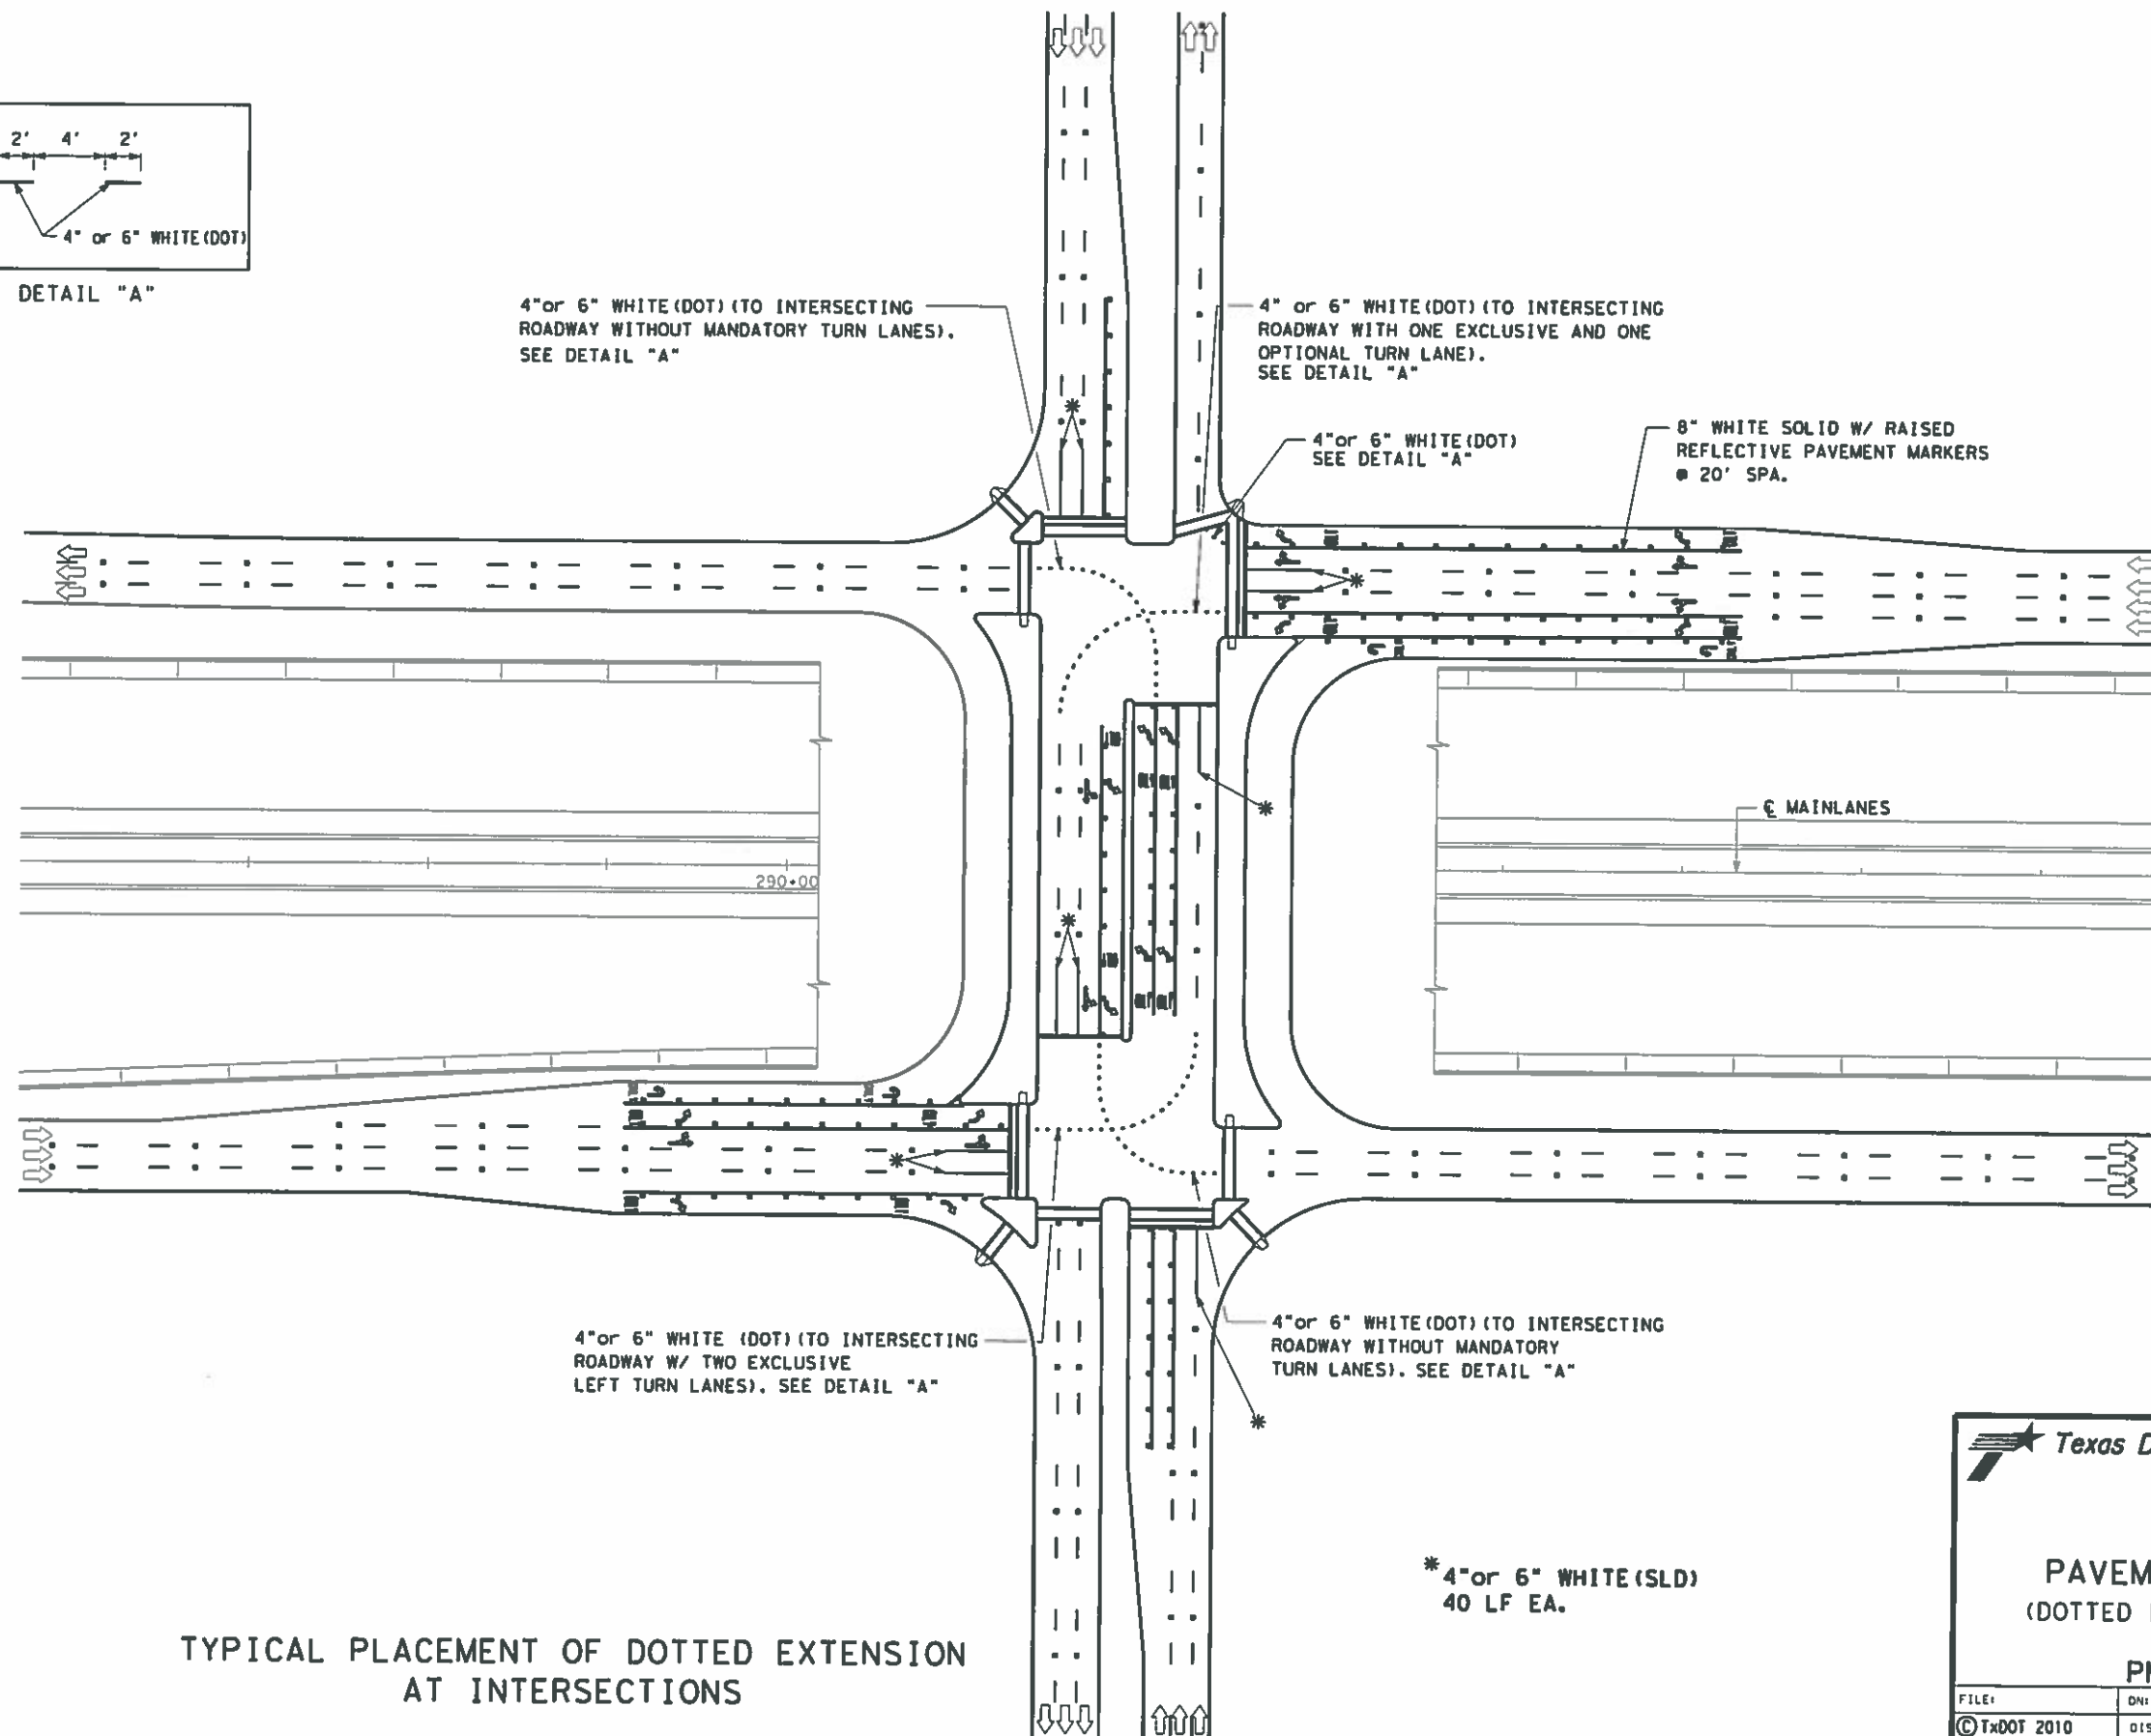 2' 4' 2'
4" or 6" WHITE(DOT)
DETAIL "A"
4"or 6" WHITE(DOT)(TO INTERSECTING
ROADWAY WITHOUT MANDATORY TURN LANES).
SEE DETAIL "A"
4" or 6" WHITE(DOT)(TO INTERSECTING
ROADWAY WITH ONE EXCLUSIVE AND ONE
OPTIONAL TURN LANE).
SEE DETAIL "A"
4"or 6" WHITE(DOT)
SEE DETAIL "A"
8" WHITE SOLID W/ RAISED
REFLECTIVE PAVEMENT MARKERS
@ 20' SPA.
℄ MAINLANES
290+00
4"or 6" WHITE (DOT)(TO INTERSECTING
ROADWAY W/ TWO EXCLUSIVE
LEFT TURN LANES). SEE DETAIL "A"
4"or 6" WHITE(DOT)(TO INTERSECTING
ROADWAY WITHOUT MANDATORY
TURN LANES). SEE DETAIL "A"
*4"or 6" WHITE(SLD)
40 LF EA.
TYPICAL PLACEMENT OF DOTTED EXTENSION
AT INTERSECTIONS
Texas D
PAVEM
(DOTTED
PM
FILE: DN:
© TxDOT 2010 DIS